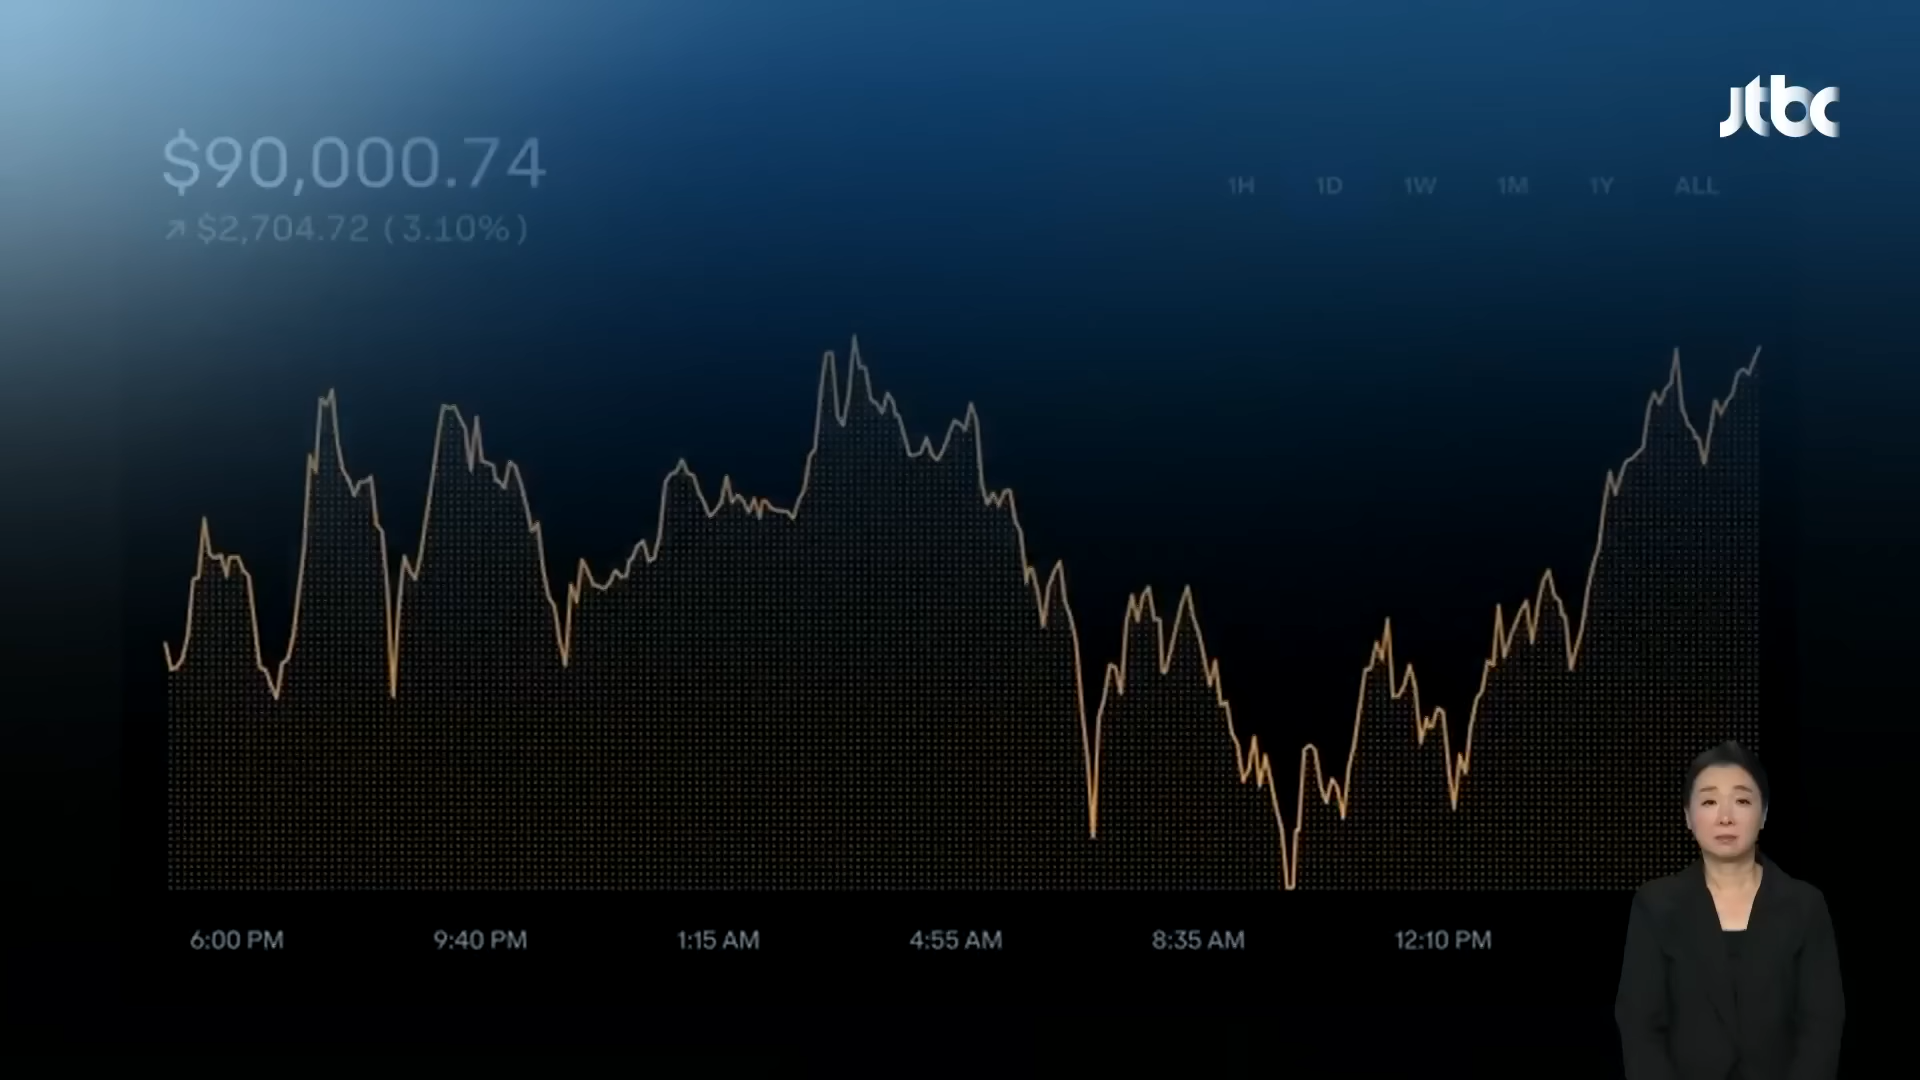 jtbc
$90,000.74
↗ $2,704.72 (3.10%)
1H 1D 1W 1M 1Y ALL
6:00 PM 9:40 PM 1:15 AM 4:55 AM 8:35 AM 12:10 PM